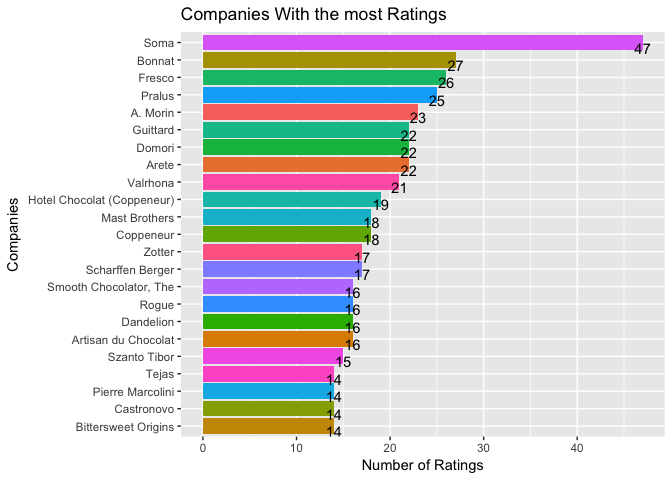 Companies With the most Ratings
Companies
Soma 47
Bonnat 27
Fresco 26
Pralus 25
A. Morin 23
Guittard 22
Domori 22
Arete 22
Valrhona 21
Hotel Chocolat (Coppeneur) 19
Mast Brothers 18
Coppeneur 18
Zotter 17
Scharffen Berger 17
Smooth Chocolator, The 16
Rogue 16
Dandelion 16
Artisan du Chocolat 16
Szanto Tibor 15
Tejas 14
Pierre Marcolini 14
Castronovo 14
Bittersweet Origins 14
0 10 20 30 40
Number of Ratings